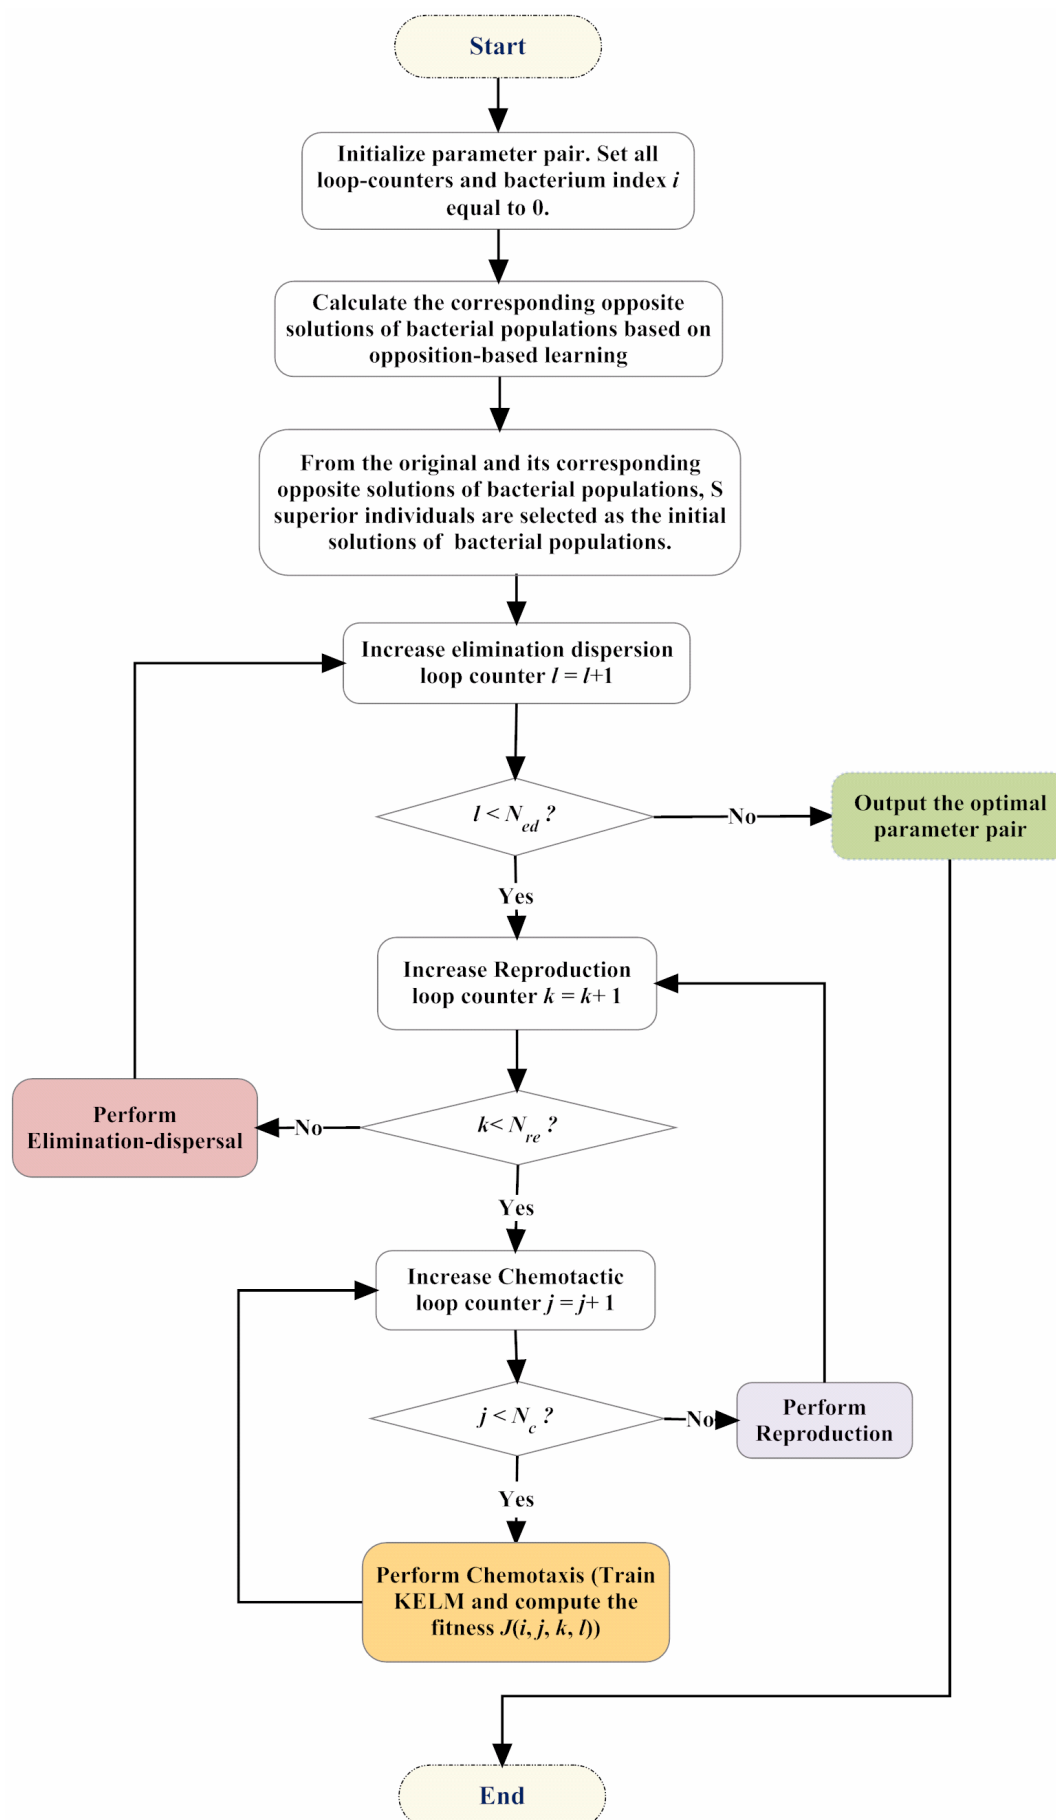 Start
Initialize parameter pair. Set all
loop-counters and bacterium index i
equal to 0.
Calculate the corresponding opposite
solutions of bacterial populations based on
opposition-based learning
From the original and its corresponding
opposite solutions of bacterial populations, S
superior individuals are selected as the initial
solutions of bacterial populations.
Increase elimination dispersion
loop counter l = l+1
l < N_ed ?
No
Output the optimal
parameter pair
Yes
Increase Reproduction
loop counter k = k+ 1
k< N_re ?
No
Perform
Elimination-dispersal
Yes
Increase Chemotactic
loop counter j = j+ 1
j < N_c ?
No
Perform
Reproduction
Yes
Perform Chemotaxis (Train
KELM and compute the
fitness J(i, j, k, l))
End